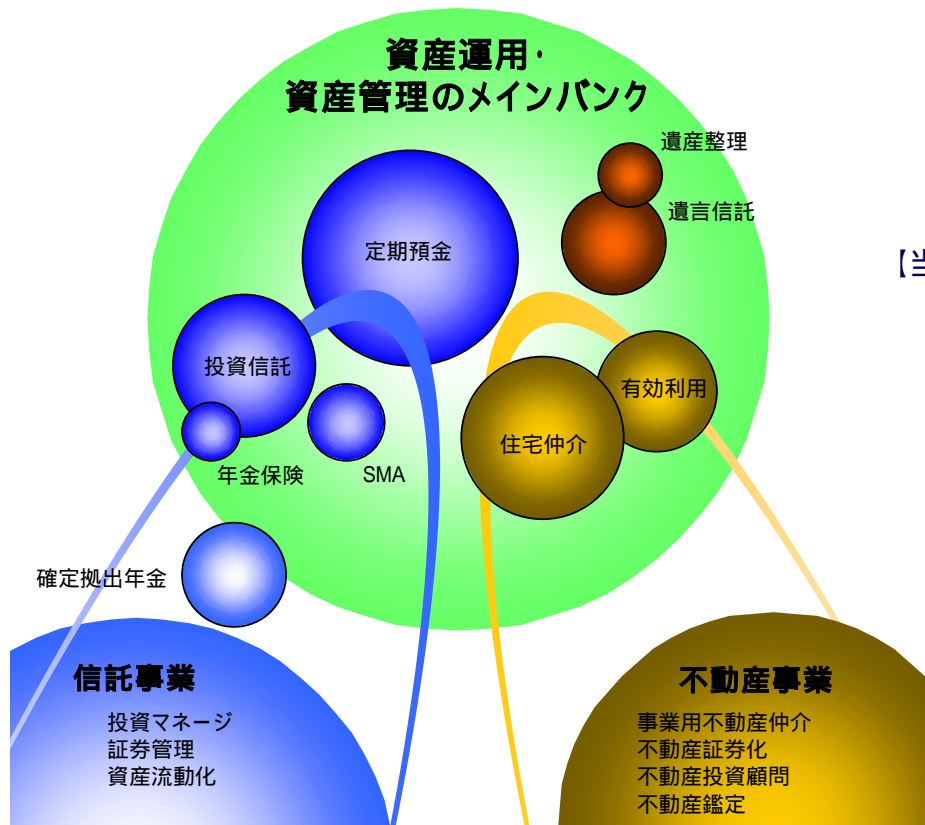 資産運用・
資産管理のメインバンク
遺産整理
遺言信託
定期預金
【当
投資信託
有効利用
住宅仲介
年金保険
SMA
確定拠出年金
信託事業
投資マネージ
証券管理
資産流動化
不動産事業
事業用不動産仲介
不動産証券化
不動産投資顧問
不動産鑑定